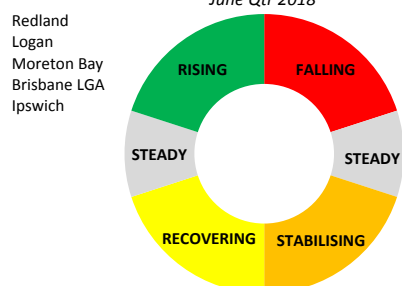 June Qtr 2018
Redland
Logan
Moreton Bay
Brisbane LGA
Ipswich
RISING
FALLING
STEADY
STEADY
RECOVERING
STABILISING